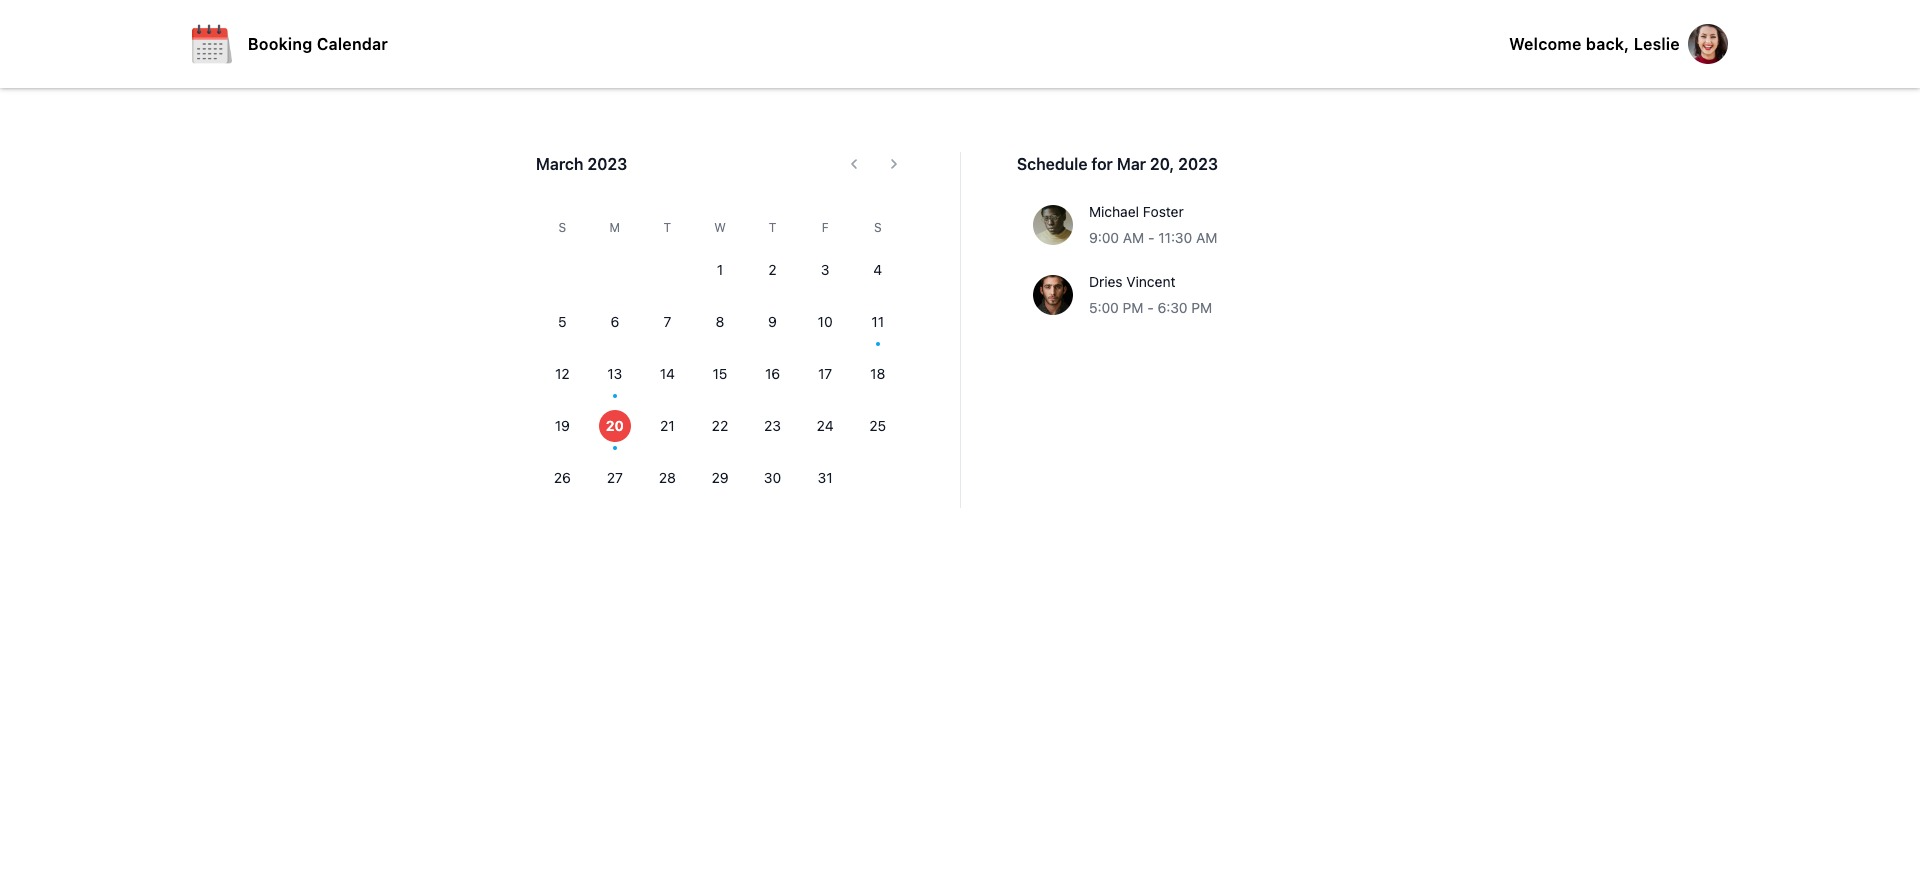 Booking Calendar
Welcome back, Leslie
March 2023
S M T W T F S
1 2 3 4
5 6 7 8 9 10 11
12 13 14 15 16 17 18
19 20 21 22 23 24 25
26 27 28 29 30 31
Schedule for Mar 20, 2023
Michael Foster
9:00 AM - 11:30 AM
Dries Vincent
5:00 PM - 6:30 PM